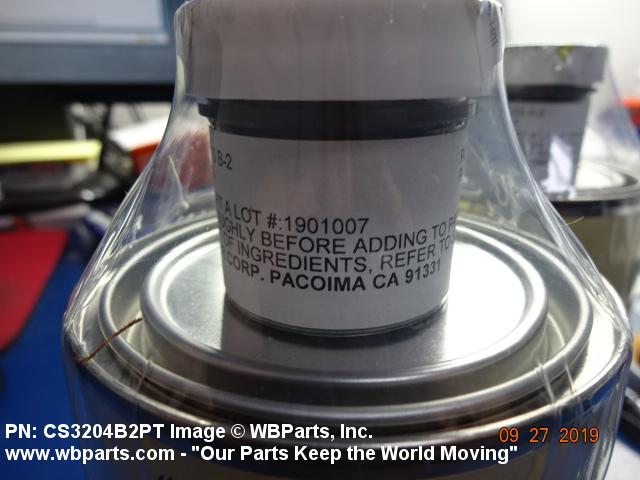 B-2
A LOT #:1901007
BEFORE ADDING TO
OF INGREDIENTS, REFER TO
CORP. PACOIMA CA 91331
PN: CS3204B2PT Image © WBParts, Inc.
www.wbparts.com - "Our Parts Keep the World Moving"
09 27 2019